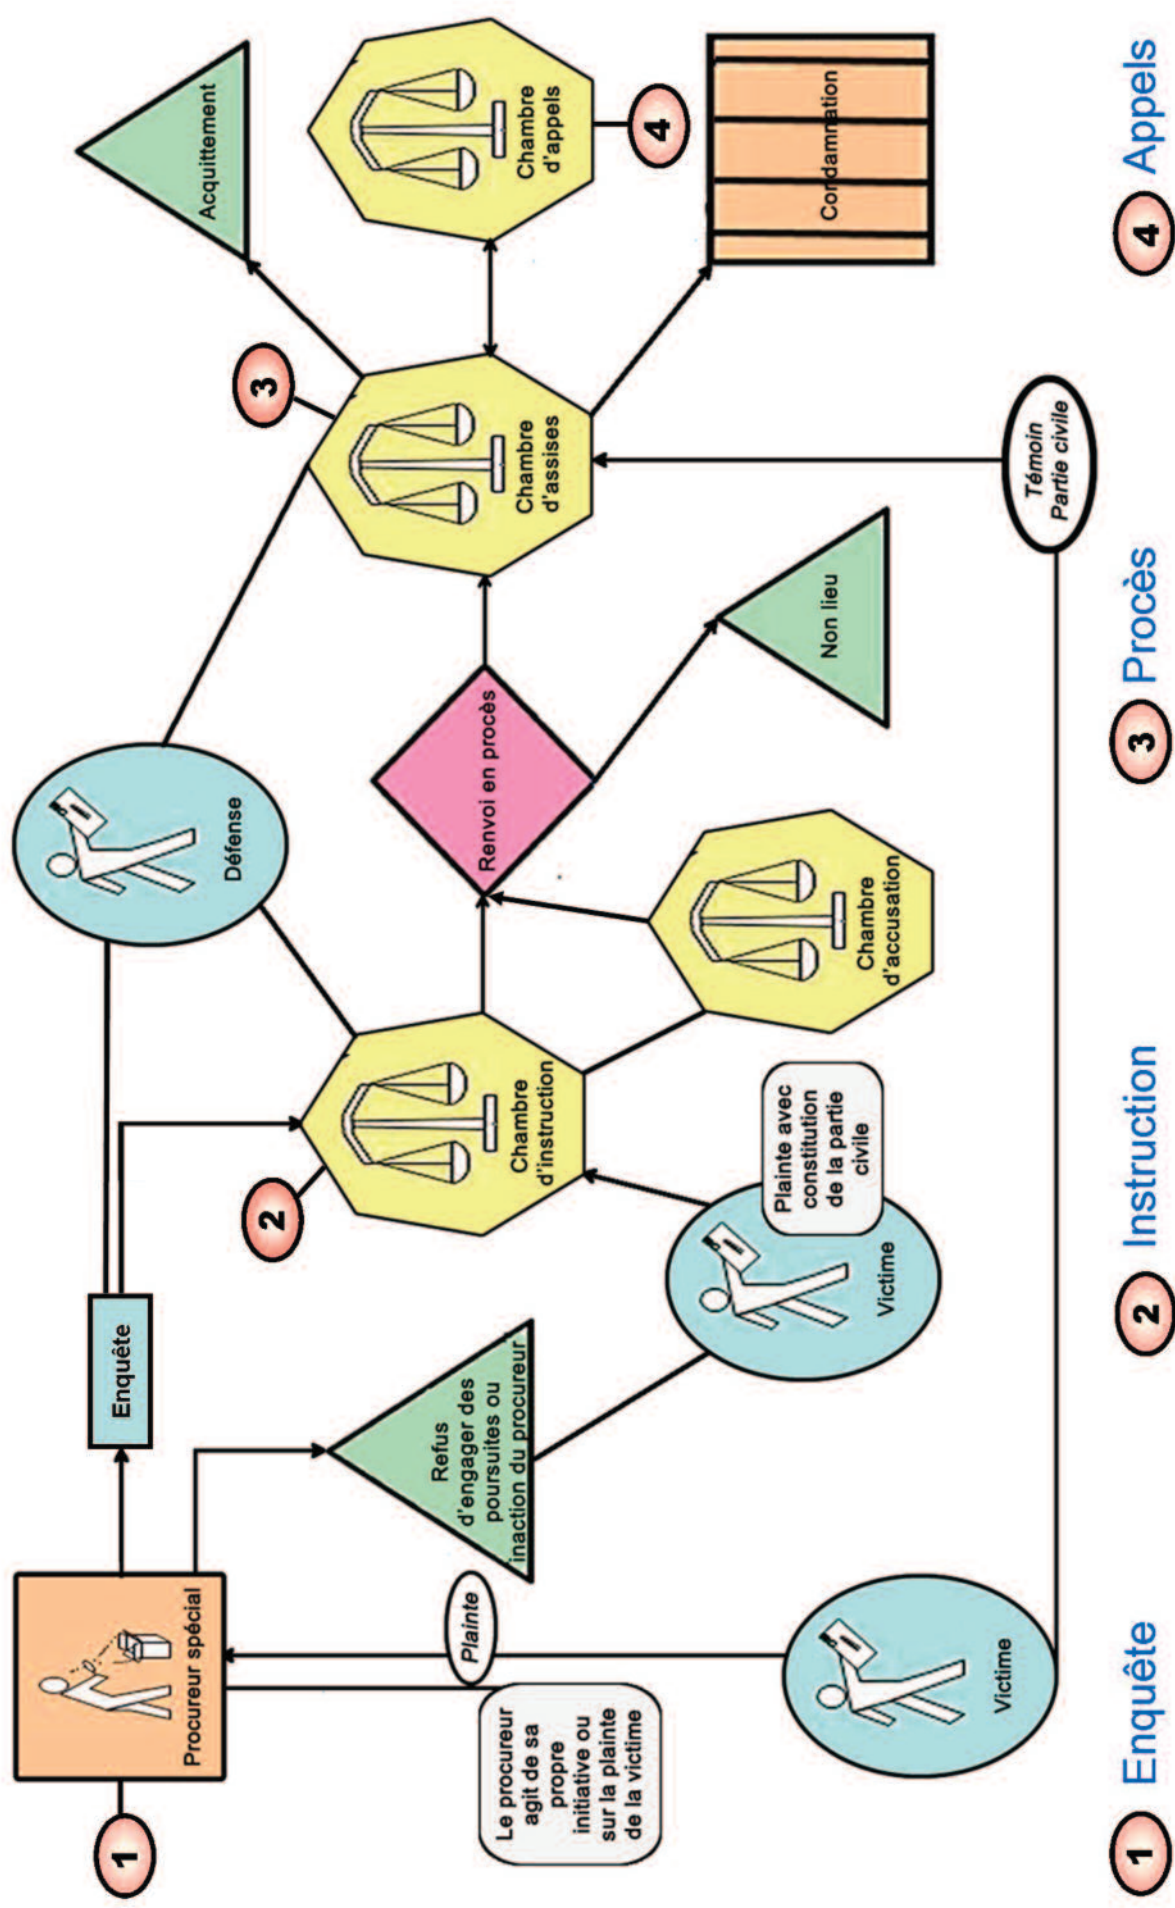 1
Procureur spécial
Le procureur
agit de sa
propre
initiative ou
sur la plainte
de la victime
Plainte
Victime
Enquête
Refus
d'engager des
poursuites ou
inaction du procureur
Victime
Plainte avec
constitution
de la partie
civile
2
Chambre
d'instruction
Défense
Chambre
d'accusation
Renvoi en procès
Non lieu
3
Chambre
d'assises
Témoin
Partie civile
Acquittement
Chambre
d'appels
4
Condamnation
1 Enquête
2 Instruction
3 Procès
4 Appels